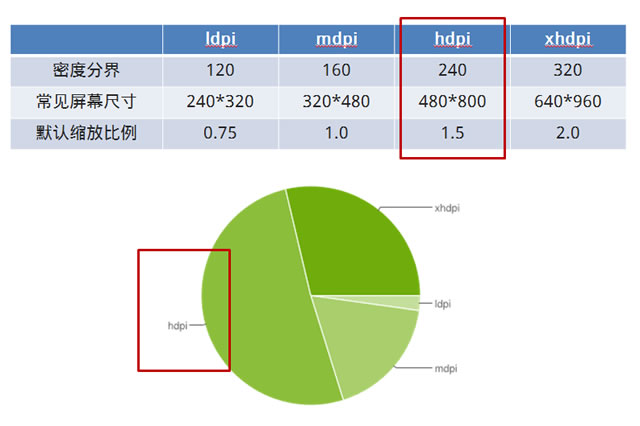 ldpi mdpi hdpi xhdpi
密度分界 120 160 240 320
常见屏幕尺寸 240*320 320*480 480*800 640*960
默认缩放比例 0.75 1.0 1.5 2.0
xhdpi
ldpi
hdpi
mdpi